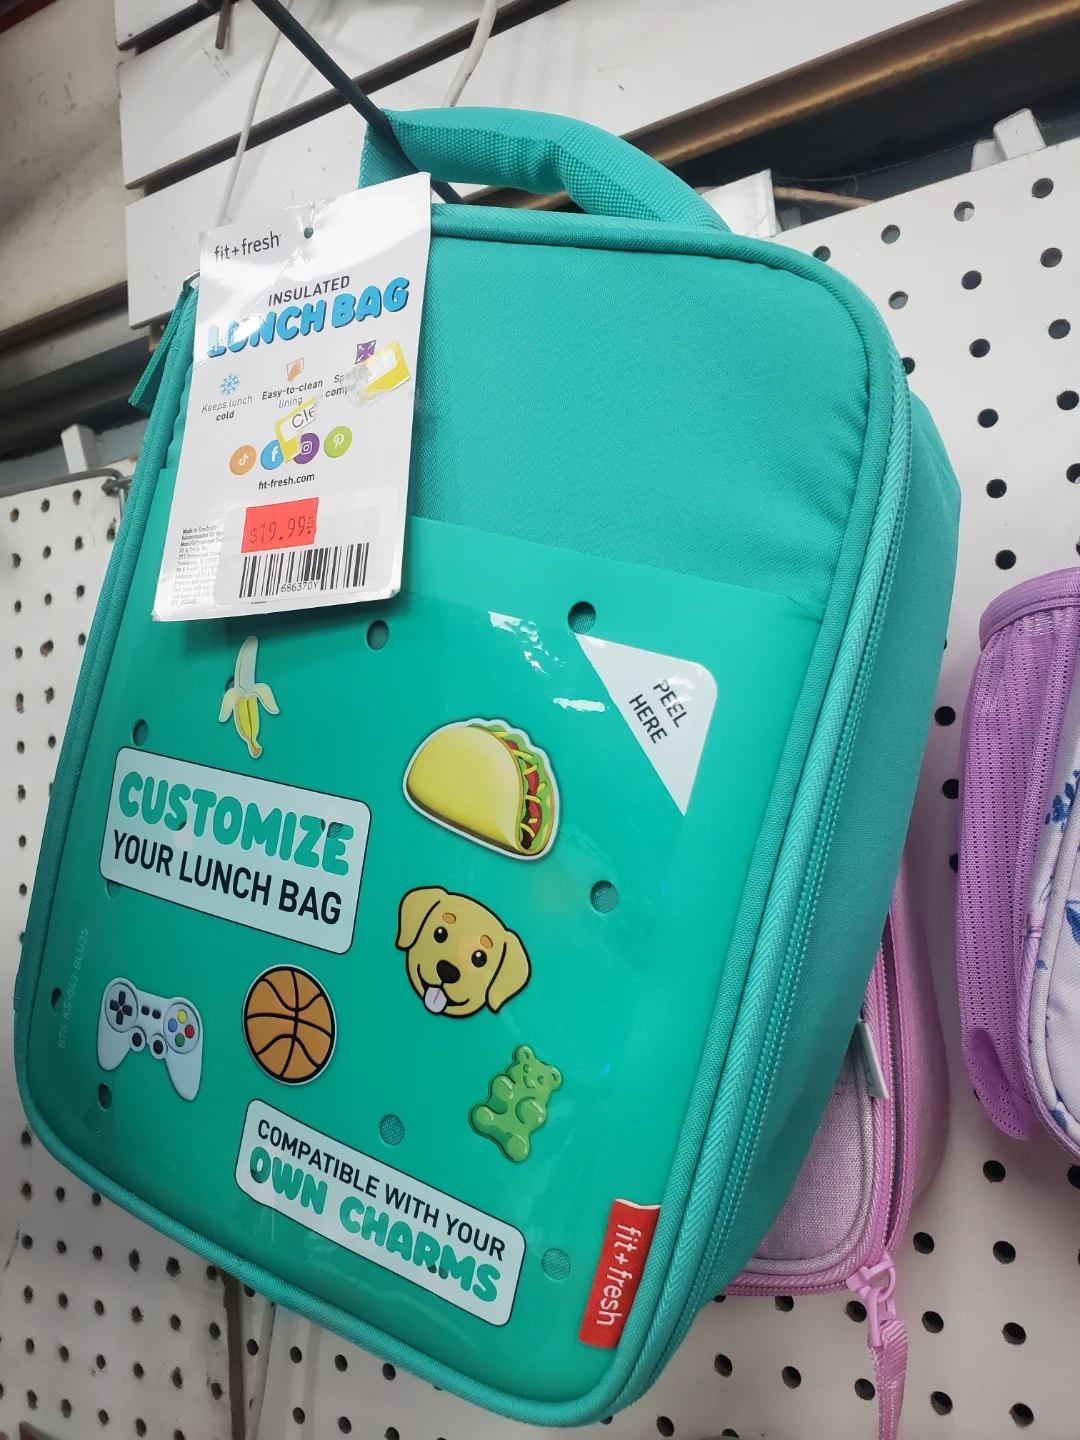 fit+fresh
INSULATED
LUNCH BAG
Keeps lunch
cold
Easy-to-clean
lining
fit-fresh.com
$19.99
686370Y
PEEL
HERE
CUSTOMIZE
YOUR LUNCH BAG
COMPATIBLE WITH YOUR
OWN CHARMS
fit+fresh